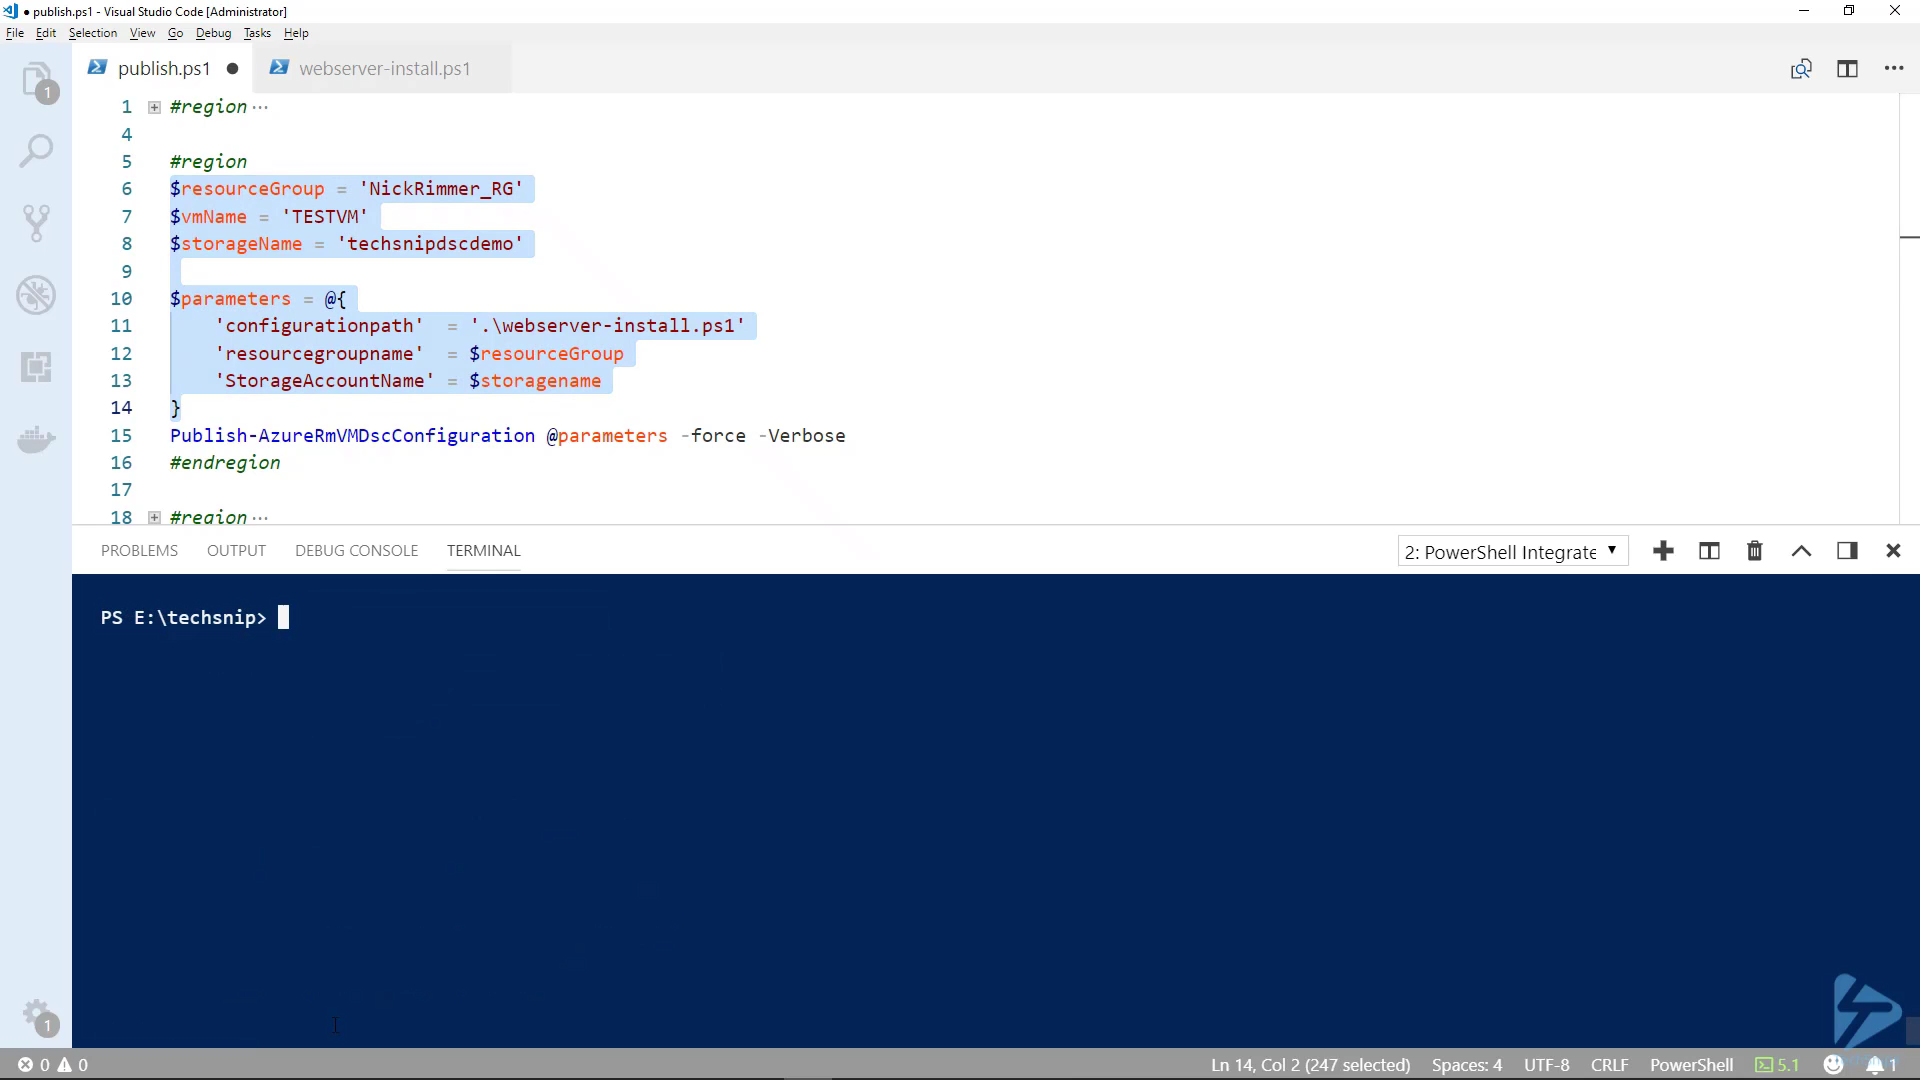 ● publish.ps1 - Visual Studio Code [Administrator]
File Edit Selection View Go Debug Tasks Help
publish.ps1 ● webserver-install.ps1
1
1 #region ...
4
5 #region
6 $resourceGroup = 'NickRimmer_RG'
7 $vmName = 'TESTVM'
8 $storageName = 'techsnipdscdemo'
9
10 $parameters = @{
11 'configurationpath' = '.\webserver-install.ps1'
12 'resourcegroupname' = $resourceGroup
13 'StorageAccountName' = $storagename
14 }
15 Publish-AzureRmVMDscConfiguration @parameters -force -Verbose
16 #endregion
17
18 #region ...
PROBLEMS OUTPUT DEBUG CONSOLE TERMINAL 2: PowerShell Integrate
PS E:\techsnip>
1
0 0 Ln 14, Col 2 (247 selected) Spaces: 4 UTF-8 CRLF PowerShell 5.1 1